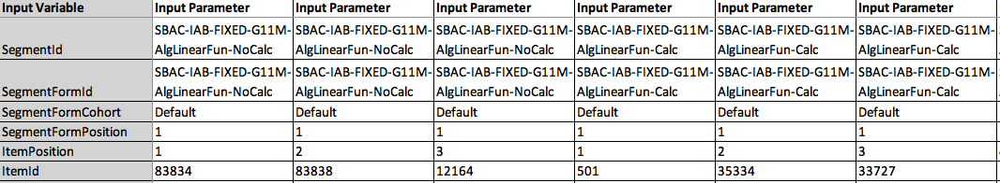 Input Variable Input Parameter Input Parameter Input Parameter Input Parameter Input Parameter Input Parameter
SBAC-IAB-FIXED-G11M- SBAC-IAB-FIXED-G11M- SBAC-IAB-FIXED-G11M- SBAC-IAB-FIXED-G11M- SBAC-IAB-FIXED-G11M- SBAC-IAB-FIXED-G11M-
SegmentId AlgLinearFun-NoCalc AlgLinearFun-NoCalc AlgLinearFun-NoCalc AlgLinearFun-Calc AlgLinearFun-Calc AlgLinearFun-Calc
SBAC-IAB-FIXED-G11M- SBAC-IAB-FIXED-G11M- SBAC-IAB-FIXED-G11M- SBAC-IAB-FIXED-G11M- SBAC-IAB-FIXED-G11M- SBAC-IAB-FIXED-G11M-
SegmentFormId AlgLinearFun-NoCalc AlgLinearFun-NoCalc AlgLinearFun-NoCalc AlgLinearFun-Calc AlgLinearFun-Calc AlgLinearFun-Calc
SegmentFormCohort Default Default Default Default Default Default
SegmentFormPosition 1 1 1 1 1 1
ItemPosition 1 2 3 1 2 3
ItemId 83834 83838 12164 501 35334 33727